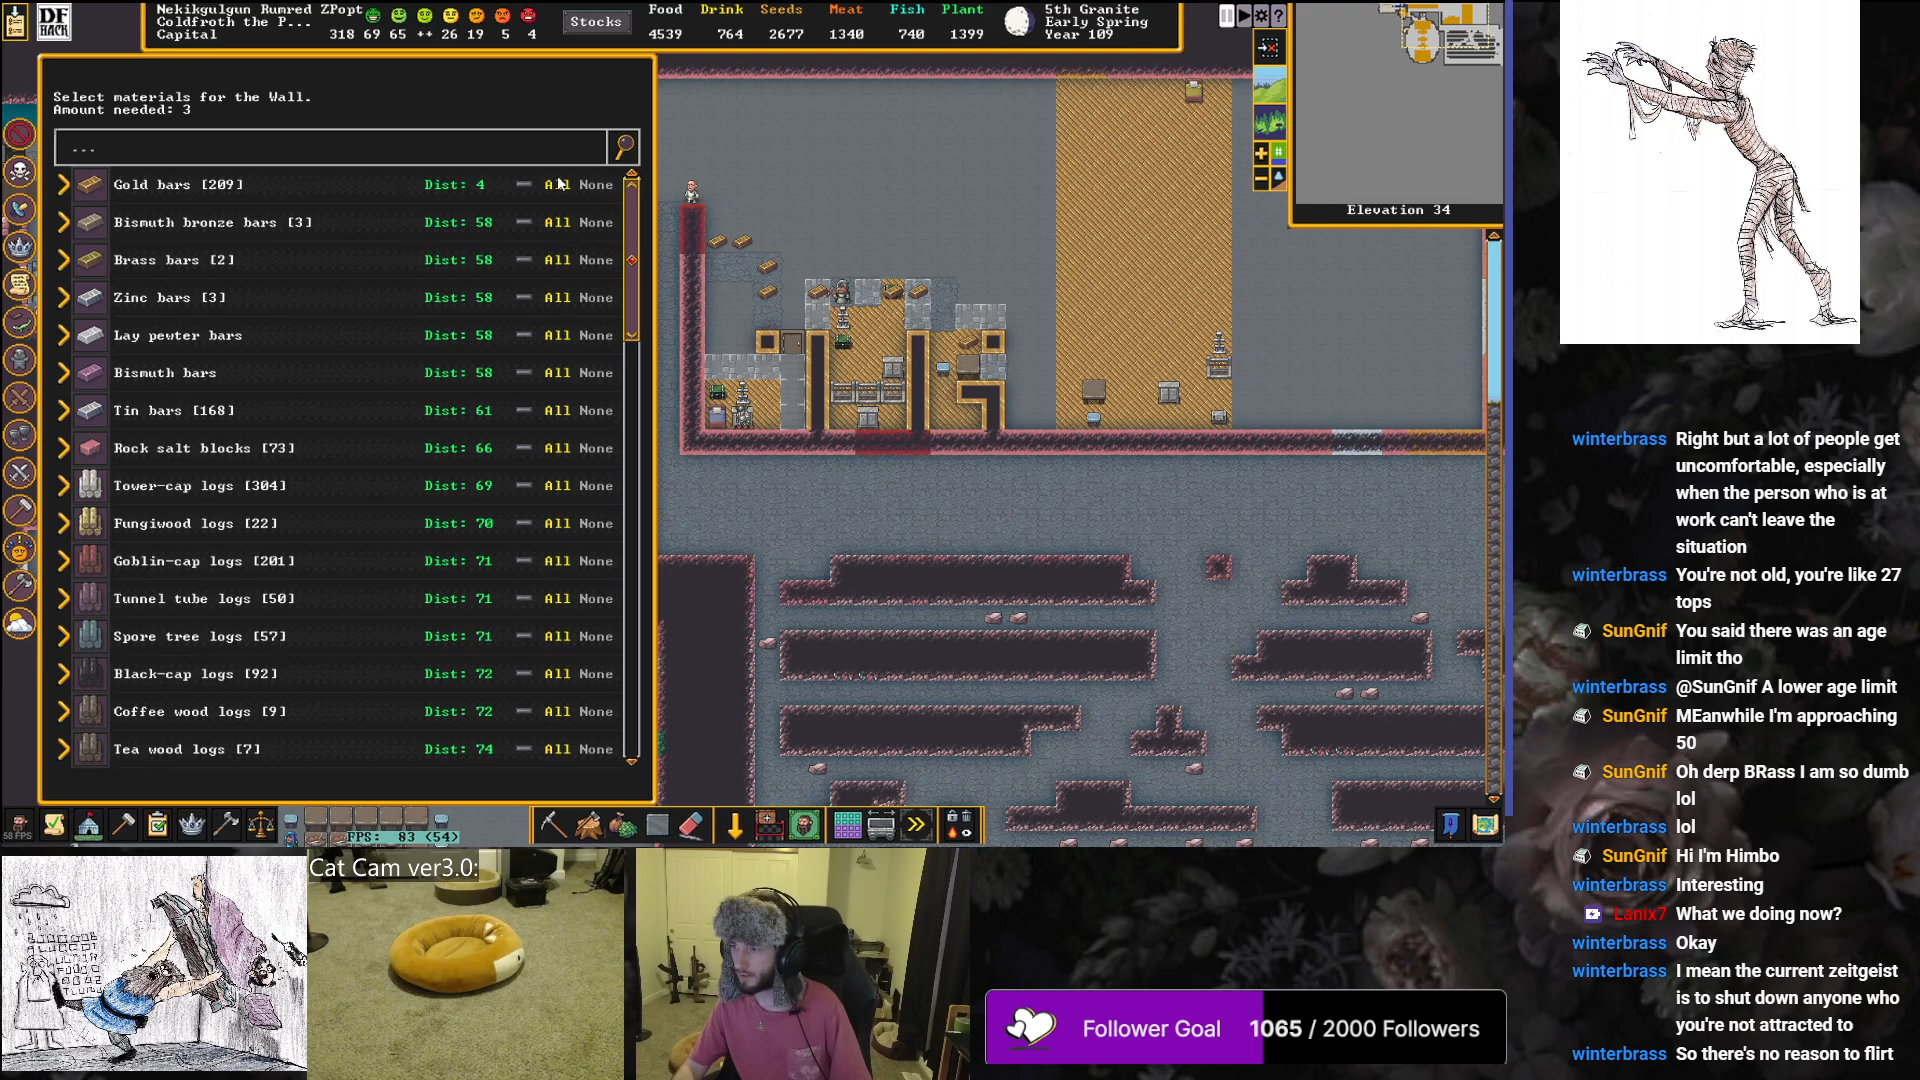 DF
HACK
Nekikgulgun Rumred ZPopt
Coldfroth the P...
Capital
318 69 65 ++ 26 19 5 4
Stocks
Food Drink Seeds Meat Fish Plant
4539 764 2677 1340 740 1399
5th Granite
Early Spring
Year 109
?
Elevation 34
Select materials for the Wall.
Amount needed: 3
...
Gold bars [209] Dist: 4 All None
Bismuth bronze bars [3] Dist: 58 All None
Brass bars [2] Dist: 58 All None
Zinc bars [3] Dist: 58 All None
Lay pewter bars Dist: 58 All None
Bismuth bars Dist: 58 All None
Tin bars [168] Dist: 61 All None
Rock salt blocks [73] Dist: 66 All None
Tower-cap logs [304] Dist: 69 All None
Fungiwood logs [22] Dist: 70 All None
Goblin-cap logs [201] Dist: 71 All None
Tunnel tube logs [50] Dist: 71 All None
Spore tree logs [57] Dist: 71 All None
Black-cap logs [92] Dist: 72 All None
Coffee wood logs [9] Dist: 72 All None
Tea wood logs [7] Dist: 74 All None
58 FPS
FPS: 83 (54)
Cat Cam ver3.0:
Follower Goal 1065 / 2000 Followers
winterbrass Right but a lot of people get
uncomfortable, especially
when the person who is at
work can't leave the
situation
winterbrass You're not old, you're like 27
tops
SunGnif You said there was an age
limit tho
winterbrass @SunGnif A lower age limit
SunGnif MEanwhile I'm approaching
50
SunGnif Oh derp BRass I am so dumb
lol
winterbrass lol
SunGnif Hi I'm Himbo
winterbrass Interesting
Lanix7 What we doing now?
winterbrass Okay
winterbrass I mean the current zeitgeist
is to shut down anyone who
you're not attracted to
winterbrass So there's no reason to flirt